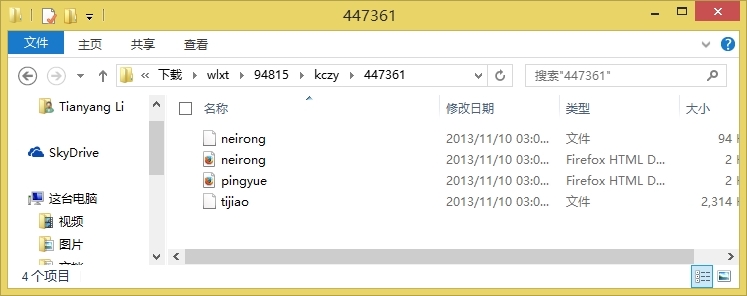 447361
文件 主页 共享 查看
« 下载 wlxt 94815 kczy 447361 搜索"447361"
Tianyang Li
SkyDrive
这台电脑
视频
图片
名称 修改日期 类型 大小
neirong 2013/11/10 03:0... 文件 94
neirong 2013/11/10 03:0... Firefox HTML D... 2
pingyue 2013/11/10 03:0... Firefox HTML D... 2
tijiao 2013/11/10 03:0... 文件 2,314
4 个项目